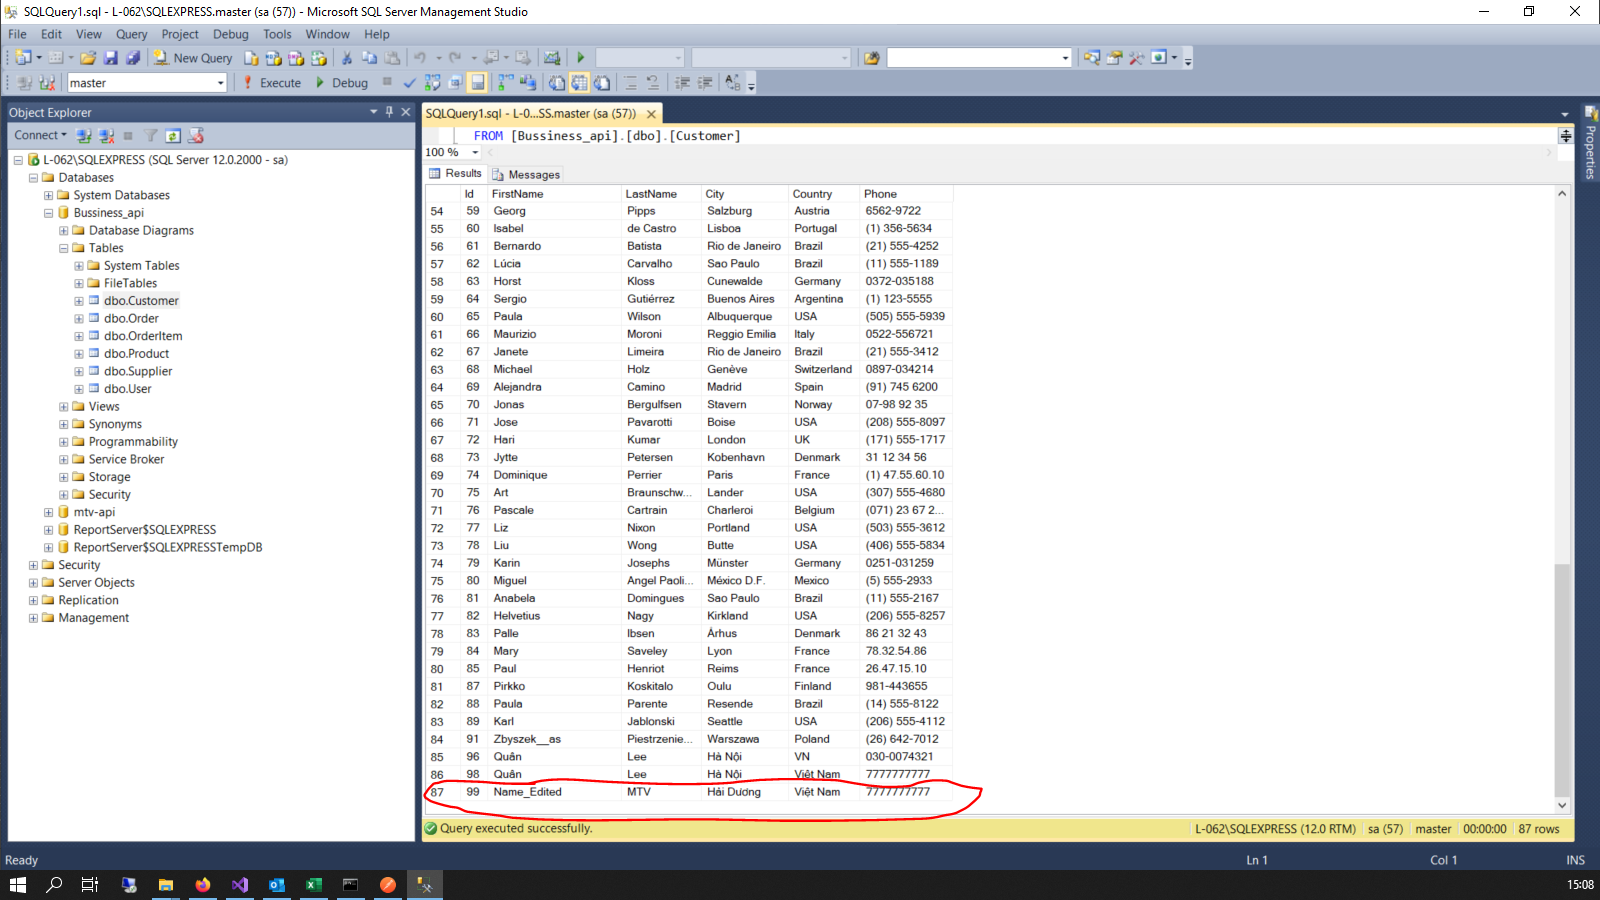 SQLQuery1.sql - L-062\SQLEXPRESS.master (sa (57)) - Microsoft SQL Server Management Studio
File Edit View Query Project Debug Tools Window Help
New Query
master Execute Debug
Object Explorer
Connect
L-062\SQLEXPRESS (SQL Server 12.0.2000 - sa)
Databases
System Databases
Bussiness_api
Database Diagrams
Tables
System Tables
FileTables
dbo.Customer
dbo.Order
dbo.OrderItem
dbo.Product
dbo.Supplier
dbo.User
Views
Synonyms
Programmability
Service Broker
Storage
Security
mtv-api
ReportServer$SQLEXPRESS
ReportServer$SQLEXPRESSTempDB
Security
Server Objects
Replication
Management
SQLQuery1.sql - L-0...SS.master (sa (57))
FROM [Bussiness_api].[dbo].[Customer]
100 %
Results Messages
Id FirstName LastName City Country Phone
54 59 Georg Pipps Salzburg Austria 6562-9722
55 60 Isabel de Castro Lisboa Portugal (1) 356-5634
56 61 Bernardo Batista Rio de Janeiro Brazil (21) 555-4252
57 62 Lúcia Carvalho Sao Paulo Brazil (11) 555-1189
58 63 Horst Kloss Cunewalde Germany 0372-035188
59 64 Sergio Gutiérrez Buenos Aires Argentina (1) 123-5555
60 65 Paula Wilson Albuquerque USA (505) 555-5939
61 66 Maurizio Moroni Reggio Emilia Italy 0522-556721
62 67 Janete Limeira Rio de Janeiro Brazil (21) 555-3412
63 68 Michael Holz Genève Switzerland 0897-034214
64 69 Alejandra Camino Madrid Spain (91) 745 6200
65 70 Jonas Bergulfsen Stavern Norway 07-98 92 35
66 71 Jose Pavarotti Boise USA (208) 555-8097
67 72 Hari Kumar London UK (171) 555-1717
68 73 Jytte Petersen Kobenhavn Denmark 31 12 34 56
69 74 Dominique Perrier Paris France (1) 47.55.60.10
70 75 Art Braunschw... Lander USA (307) 555-4680
71 76 Pascale Cartrain Charleroi Belgium (071) 23 67 2...
72 77 Liz Nixon Portland USA (503) 555-3612
73 78 Liu Wong Butte USA (406) 555-5834
74 79 Karin Josephs Münster Germany 0251-031259
75 80 Miguel Angel Paoli... México D.F. Mexico (5) 555-2933
76 81 Anabela Domingues Sao Paulo Brazil (11) 555-2167
77 82 Helvetius Nagy Kirkland USA (206) 555-8257
78 83 Palle Ibsen Århus Denmark 86 21 32 43
79 84 Mary Saveley Lyon France 78.32.54.86
80 85 Paul Henriot Reims France 26.47.15.10
81 87 Pirkko Koskitalo Oulu Finland 981-443655
82 88 Paula Parente Resende Brazil (14) 555-8122
83 89 Karl Jablonski Seattle USA (206) 555-4112
84 91 Zbyszek__as Piestrzenie... Warszawa Poland (26) 642-7012
85 96 Quân Lee Hà Nội VN 030-0074321
86 98 Quân Lee Hà Nội Việt Nam 7777777777
87 99 Name_Edited MTV Hải Dương Việt Nam 7777777777
Query executed successfully. L-062\SQLEXPRESS (12.0 RTM) sa (57) master 00:00:00 87 rows
Properties
Ready Ln 1 Col 1 INS
15:08